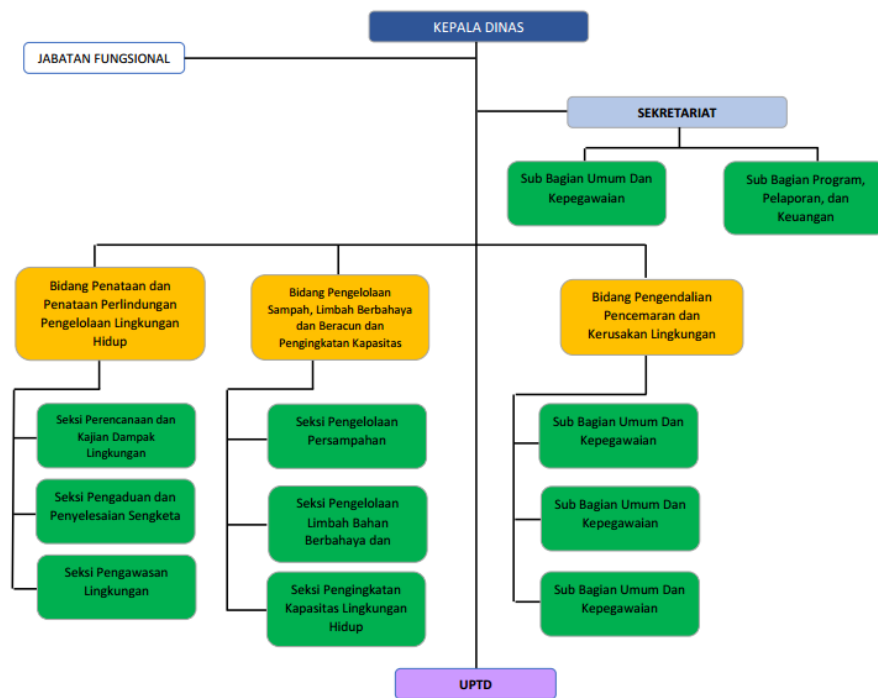 KEPALA DINAS
JABATAN FUNGSIONAL
SEKRETARIAT
Sub Bagian Umum Dan
Kepegawaian
Sub Bagian Program,
Pelaporan, dan
Keuangan
Bidang Penataan dan
Penataan Perlindungan
Pengelolaan Lingkungan
Hidup
Bidang Pengelolaan
Sampah, Limbah Berbahaya
dan Beracun dan
Pengingkatan Kapasitas
Bidang Pengendalian
Pencemaran dan
Kerusakan Lingkungan
Seksi Perencanaan dan
Kajian Dampak
Lingkungan
Seksi Pengaduan dan
Penyelesaian Sengketa
Seksi Pengawasan
Lingkungan
Seksi Pengelolaan
Persampahan
Seksi Pengelolaan
Limbah Bahan
Berbahaya dan
Seksi Pengingkatan
Kapasitas Lingkungan
Hidup
Sub Bagian Umum Dan
Kepegawaian
Sub Bagian Umum Dan
Kepegawaian
Sub Bagian Umum Dan
Kepegawaian
UPTD